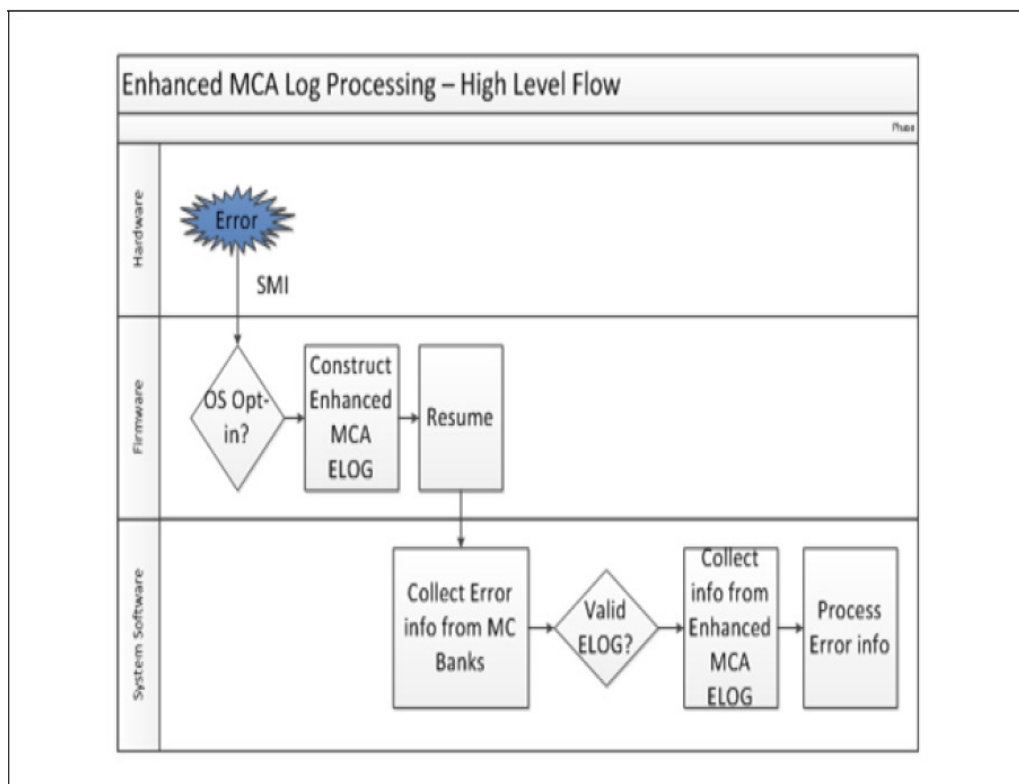 Enhanced MCA Log Processing – High Level Flow
Phase
Hardware
Error
SMI
Firmware
OS Opt-
in?
Construct
Enhanced
MCA
ELOG
Resume
System Software
Collect Error
info from MC
Banks
Valid
ELOG?
Collect
info from
Enhanced
MCA
ELOG
Process
Error info